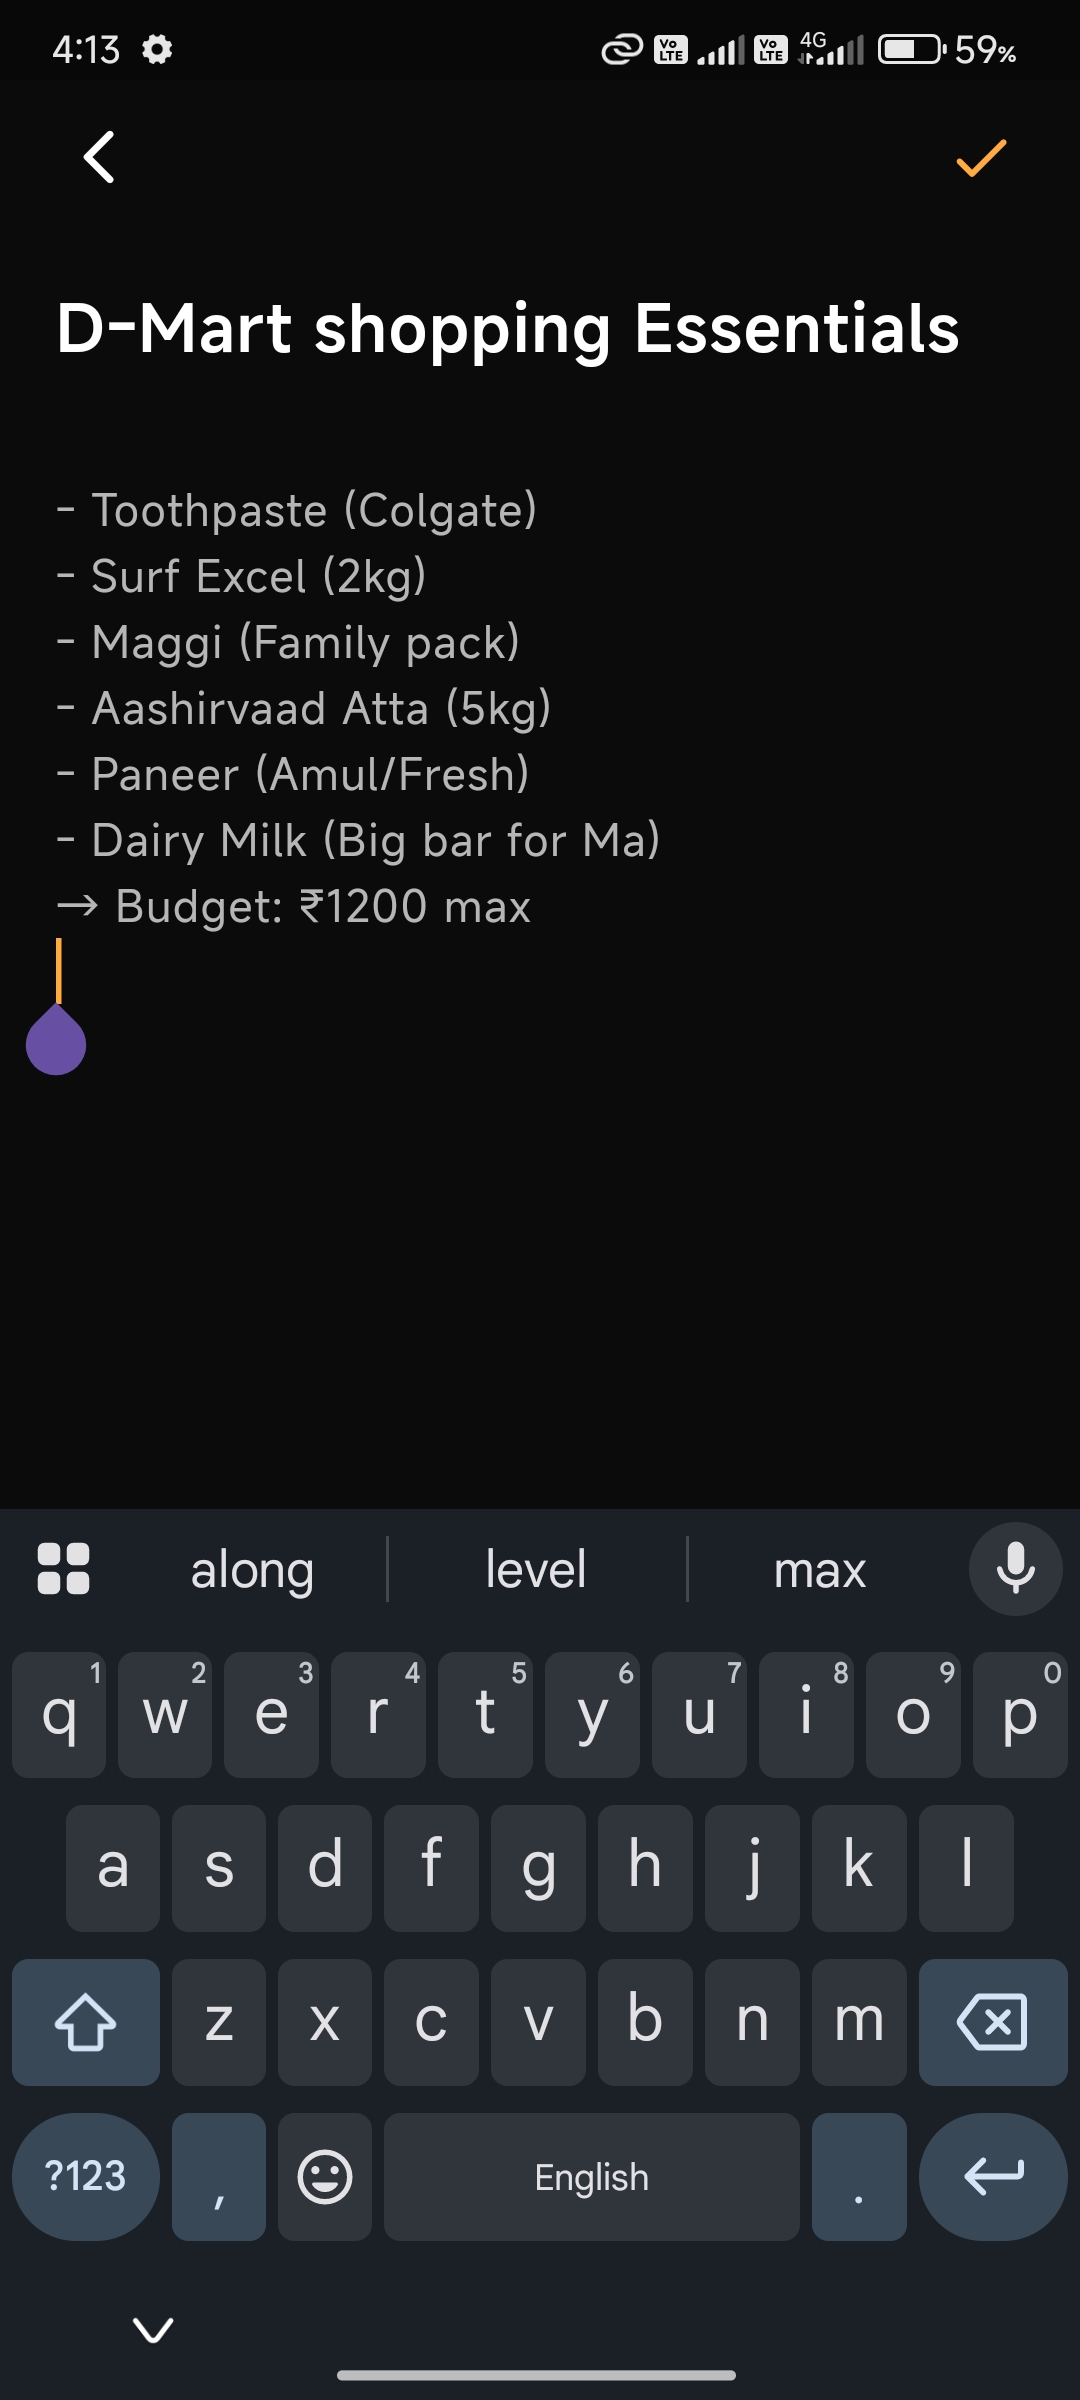 4:13 Vo LTE Vo LTE 4G 59%
D-Mart shopping Essentials
- Toothpaste (Colgate)
- Surf Excel (2kg)
- Maggi (Family pack)
- Aashirvaad Atta (5kg)
- Paneer (Amul/Fresh)
- Dairy Milk (Big bar for Ma)
→ Budget: ₹1200 max
along level max
q 1 w 2 e 3 r 4 t 5 y 6 u 7 i 8 o 9 p 0
a s d f g h j k l
z x c v b n m
?123 , English .